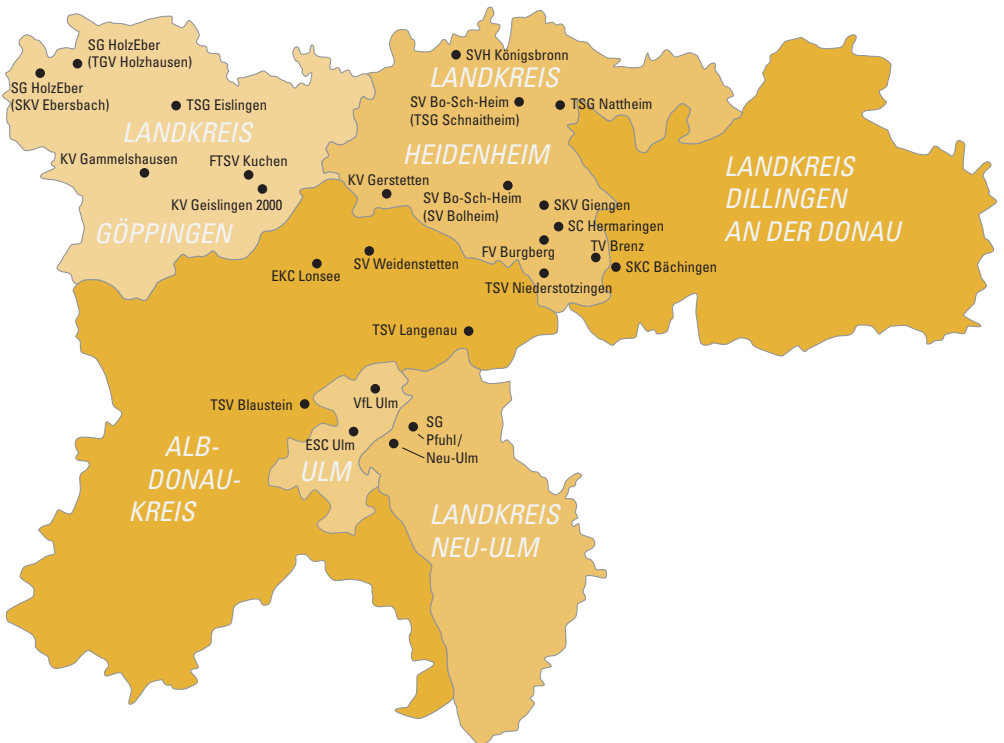 SG HolzEber
(TGV Holzhausen)
SG HolzEber
(SKV Ebersbach)
TSG Eislingen
LANDKREIS
GÖPPINGEN
KV Gammelshausen
FTSV Kuchen
KV Geislingen 2000
SVH Königsbronn
LANDKREIS
HEIDENHEIM
SV Bo-Sch-Heim
(TSG Schnaitheim)
TSG Nattheim
KV Gerstetten
SV Bo-Sch-Heim
(SV Bolheim)
SKV Giengen
SC Hermaringen
FV Burgberg
TV Brenz
TSV Niederstotzingen
SKC Bächingen
LANDKREIS
DILLINGEN
AN DER DONAU
EKC Lonsee
SV Weidenstetten
TSV Langenau
TSV Blaustein
VfL Ulm
ESC Ulm
ULM
SG
Pfuhl/
Neu-Ulm
ALB-
DONAU-
KREIS
LANDKREIS
NEU-ULM